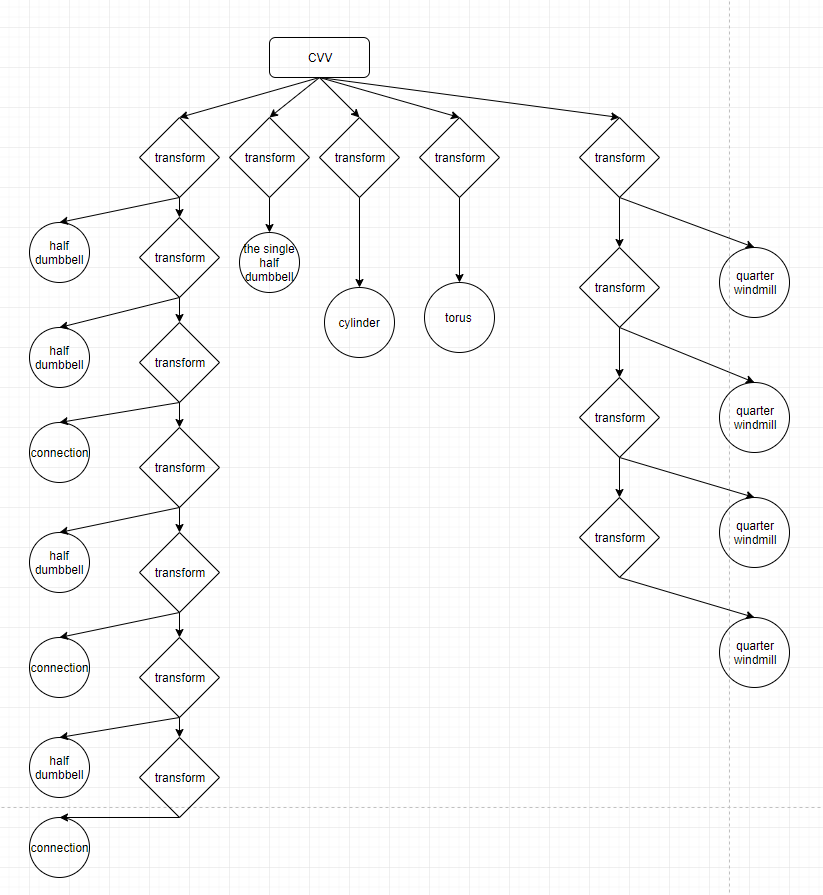 CVV
transform
transform
transform
transform
transform
half
dumbbell
transform
the single
half
dumbbell
quarter
windmill
transform
cylinder
torus
half
dumbbell
transform
quarter
windmill
transform
connection
transform
quarter
windmill
transform
half
dumbbell
transform
connection
transform
quarter
windmill
half
dumbbell
transform
connection